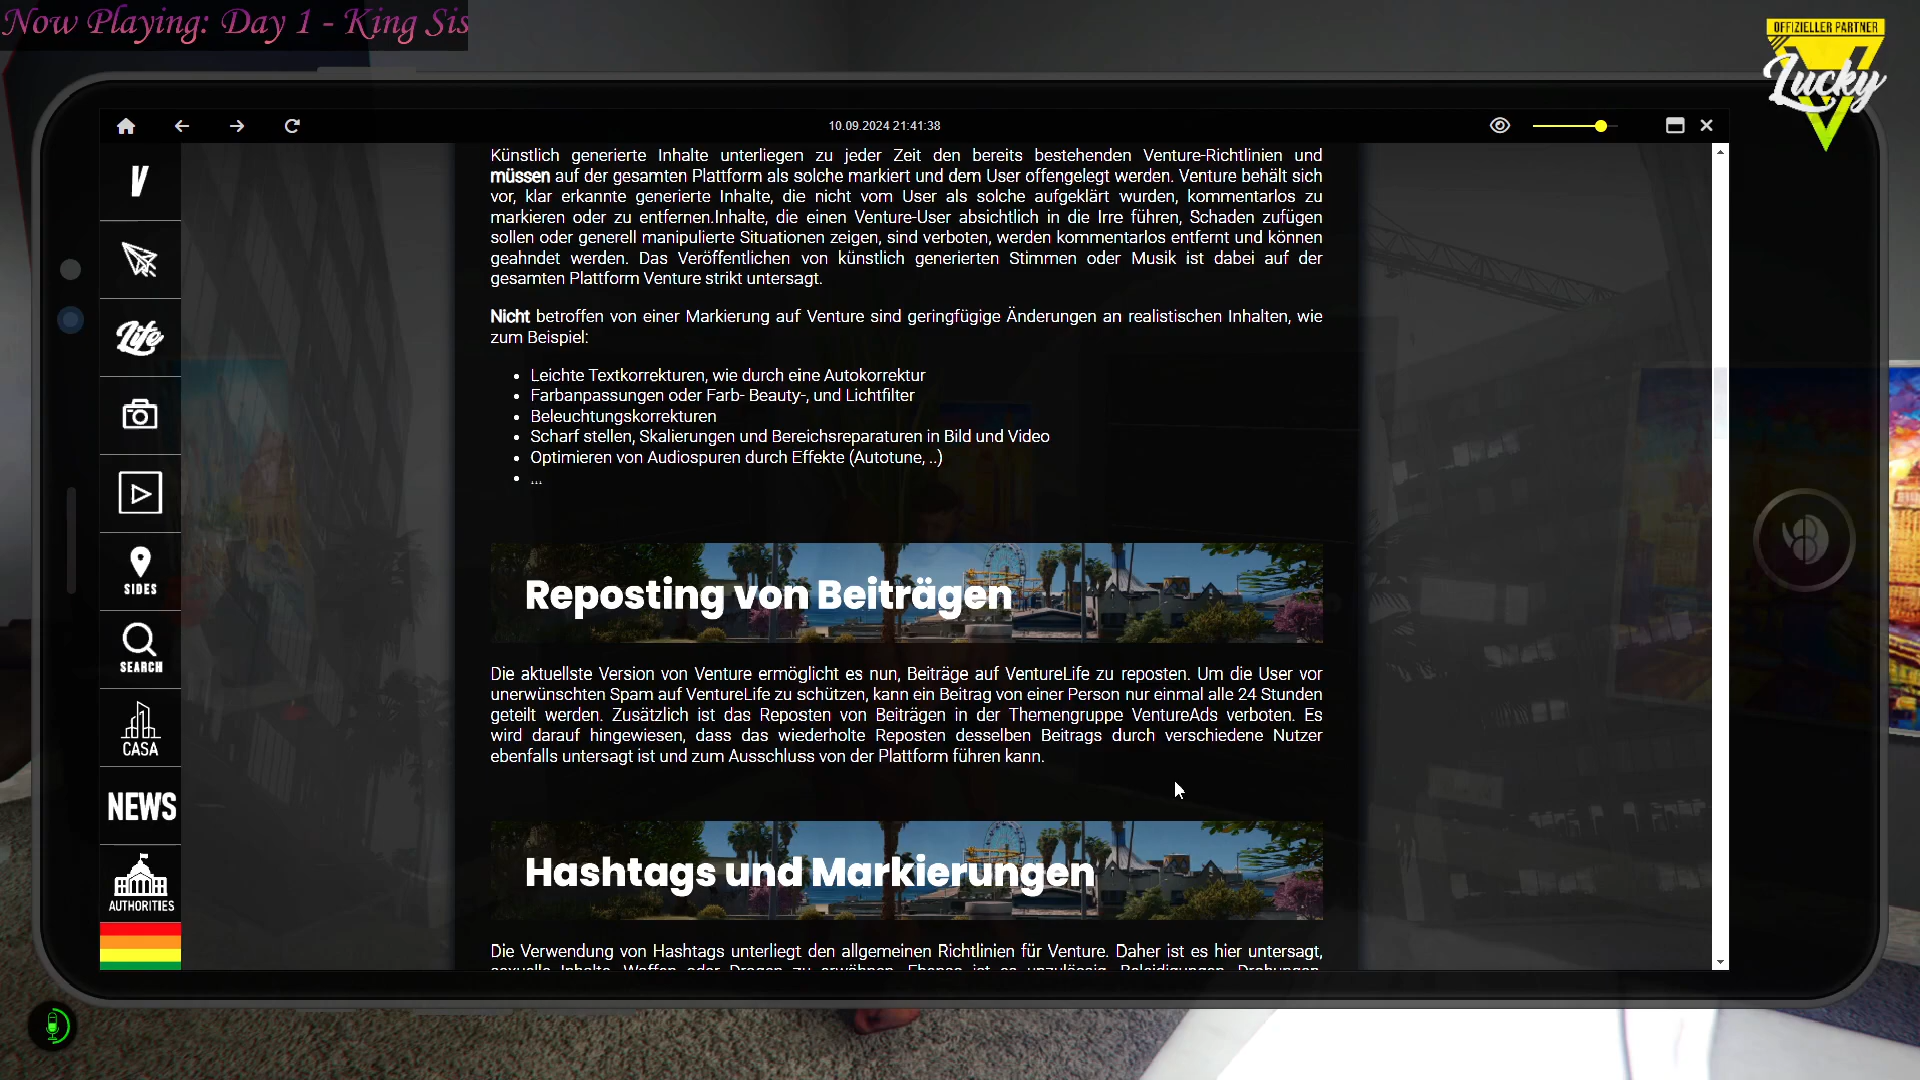 Now Playing: Day 1 - King Sis
OFFIZIELLER PARTNER
Lucky
10.09.2024 21:41:38
V
Life
SIDES
SEARCH
CASA
NEWS
AUTHORITIES
Künstlich generierte Inhalte unterliegen zu jeder Zeit den bereits bestehenden Venture-Richtlinien und
müssen auf der gesamten Plattform als solche markiert und dem User offengelegt werden. Venture behält sich
vor, klar erkannte generierte Inhalte, die nicht vom User als solche aufgeklärt wurden, kommentarlos zu
markieren oder zu entfernen.Inhalte, die einen Venture-User absichtlich in die Irre führen, Schaden zufügen
sollen oder generell manipulierte Situationen zeigen, sind verboten, werden kommentarlos entfernt und können
geahndet werden. Das Veröffentlichen von künstlich generierten Stimmen oder Musik ist dabei auf der
gesamten Plattform Venture strikt untersagt.
Nicht betroffen von einer Markierung auf Venture sind geringfügige Änderungen an realistischen Inhalten, wie
zum Beispiel:
• Leichte Textkorrekturen, wie durch eine Autokorrektur
• Farbanpassungen oder Farb- Beauty-, und Lichtfilter
• Beleuchtungskorrekturen
• Scharf stellen, Skalierungen und Bereichsreparaturen in Bild und Video
• Optimieren von Audiospuren durch Effekte (Autotune, ..)
• ...
Reposting von Beiträgen
Die aktuellste Version von Venture ermöglicht es nun, Beiträge auf VentureLife zu reposten. Um die User vor
unerwünschten Spam auf VentureLife zu schützen, kann ein Beitrag von einer Person nur einmal alle 24 Stunden
geteilt werden. Zusätzlich ist das Reposten von Beiträgen in der Themengruppe VentureAds verboten. Es
wird darauf hingewiesen, dass das wiederholte Reposten desselben Beitrags durch verschiedene Nutzer
ebenfalls untersagt ist und zum Ausschluss von der Plattform führen kann.
Hashtags und Markierungen
Die Verwendung von Hashtags unterliegt den allgemeinen Richtlinien für Venture. Daher ist es hier untersagt,
sexuelle Inhalte, Waffen oder Drogen zu erwähnen. Ebenso ist es unzulässig, Beleidigungen, Drohungen,